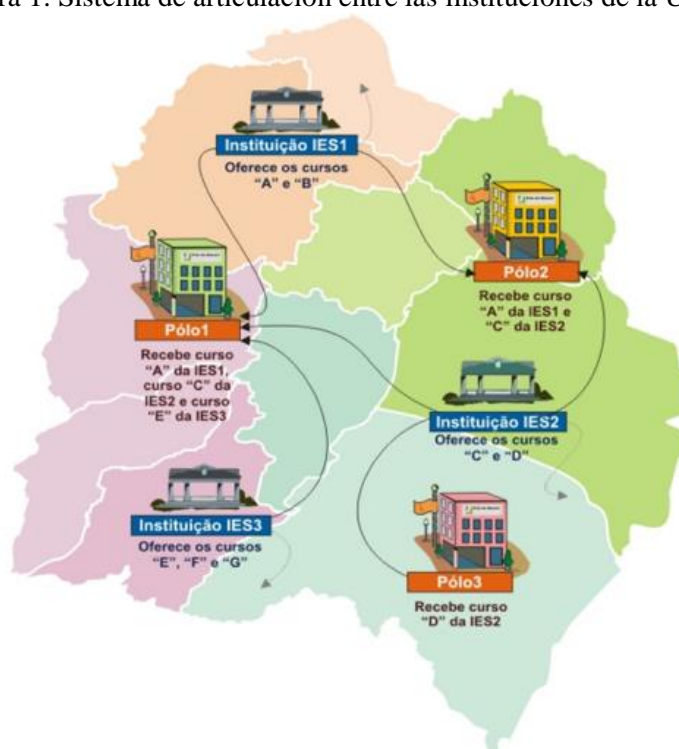 1. Sistema de articulación entre las Instituciones de la
Instituição IES1
Oferece os cursos
“A” e “B”
Pólo2
Recebe curso
“A” da IES1 e
“C” da IES2
Pólo1
Recebe curso
“A” da IES1,
curso “C” da
IES2 e curso
“E” da IES3
Instituição IES2
Oferece os cursos
“C” e “D”
Instituição IES3
Oferece os cursos
“E”, “F” e “G”
Pólo3
Recebe curso
“D” da IES2